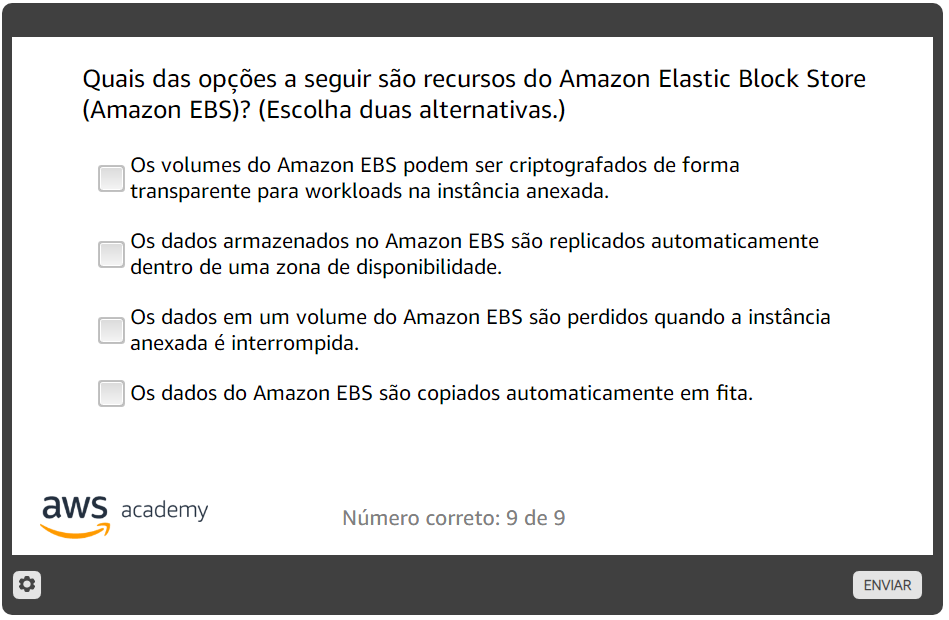 Quais das opções a seguir são recursos do Amazon Elastic Block Store
(Amazon EBS)? (Escolha duas alternativas.)
Os volumes do Amazon EBS podem ser criptografados de forma
transparente para workloads na instância anexada.
Os dados armazenados no Amazon EBS são replicados automaticamente
dentro de uma zona de disponibilidade.
Os dados em um volume do Amazon EBS são perdidos quando a instância
anexada é interrompida.
Os dados do Amazon EBS são copiados automaticamente em fita.
aws academy
Número correto: 9 de 9
ENVIAR